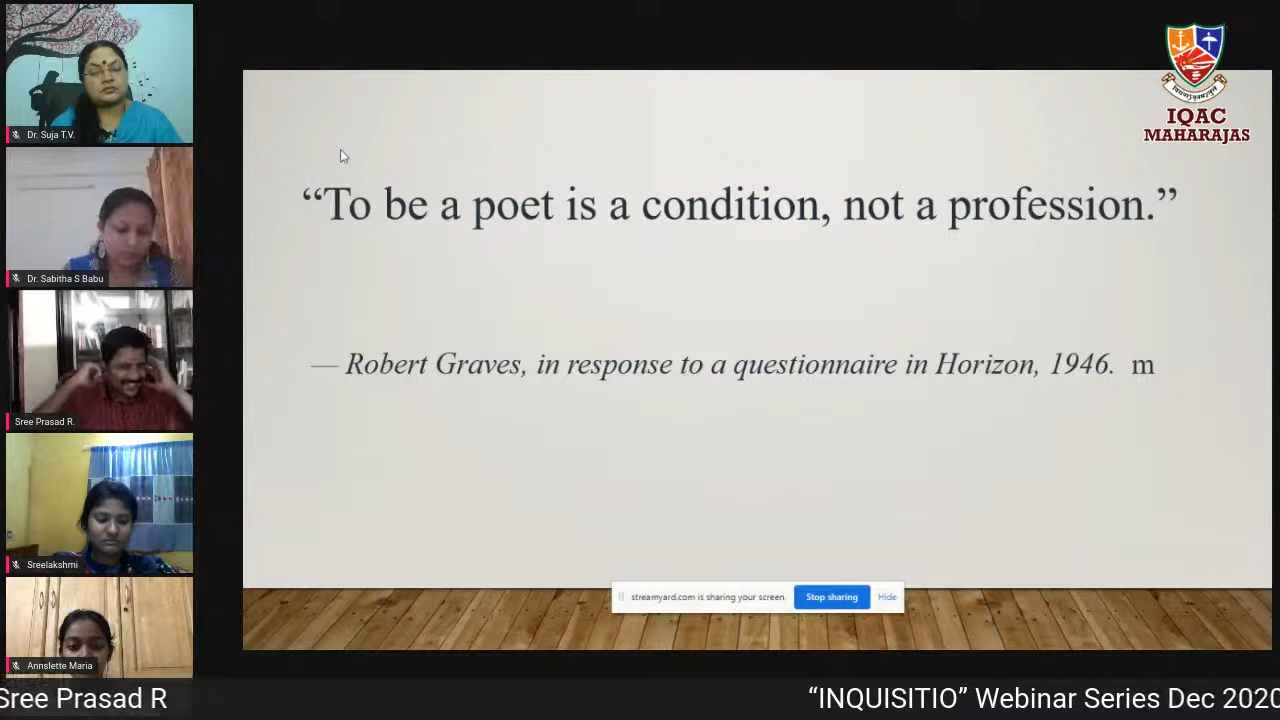 Dr. Suja T.V.
Dr. Sabitha S Babu
Sree Prasad R.
Sreelakshmi
Annslette Maria
IQAC
MAHARAJAS
“To be a poet is a condition, not a profession.”
— Robert Graves, in response to a questionnaire in Horizon, 1946. m
streamyard.com is sharing your screen.
Stop sharing
Hide
Sree Prasad R
“INQUISITIO” Webinar Series Dec 2020